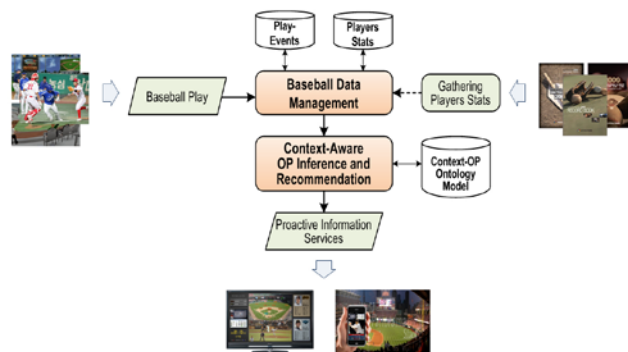 Play-
Events
Players
Stats
Baseball Play
Baseball Data
Management
Gathering
Players Stats
Context-Aware
OP Inference and
Recommendation
Context-OP
Ontology
Model
Proactive Information
Services